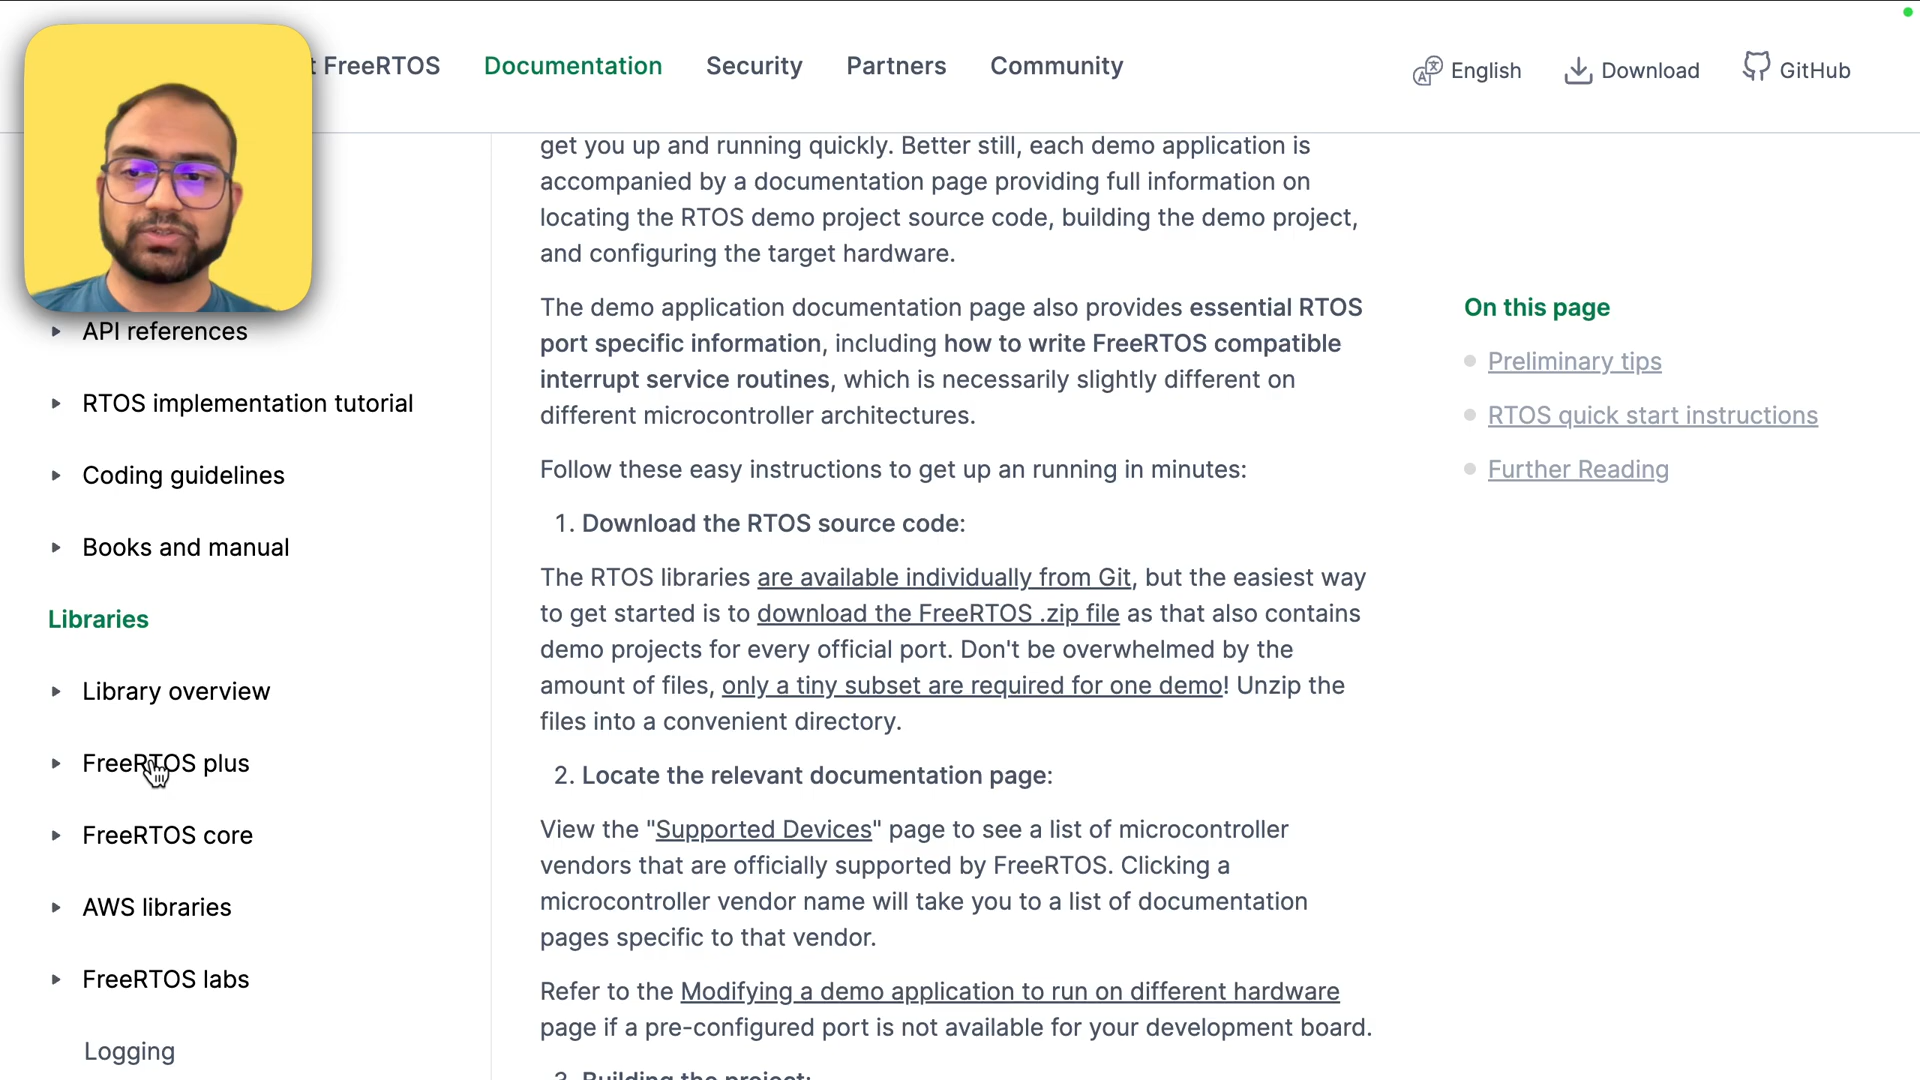 t FreeRTOS
Documentation
Security
Partners
Community
English
Download
GitHub
API references
RTOS implementation tutorial
Coding guidelines
Books and manual
Libraries
Library overview
FreeRTOS plus
FreeRTOS core
AWS libraries
FreeRTOS labs
Logging
get you up and running quickly. Better still, each demo application is
accompanied by a documentation page providing full information on
locating the RTOS demo project source code, building the demo project,
and configuring the target hardware.
The demo application documentation page also provides essential RTOS
port specific information, including how to write FreeRTOS compatible
interrupt service routines, which is necessarily slightly different on
different microcontroller architectures.
Follow these easy instructions to get up an running in minutes:
1. Download the RTOS source code:
The RTOS libraries are available individually from Git, but the easiest way
to get started is to download the FreeRTOS .zip file as that also contains
demo projects for every official port. Don't be overwhelmed by the
amount of files, only a tiny subset are required for one demo! Unzip the
files into a convenient directory.
2. Locate the relevant documentation page:
View the "Supported Devices" page to see a list of microcontroller
vendors that are officially supported by FreeRTOS. Clicking a
microcontroller vendor name will take you to a list of documentation
pages specific to that vendor.
Refer to the Modifying a demo application to run on different hardware
page if a pre-configured port is not available for your development board.
3. Building the project:
On this page
Preliminary tips
RTOS quick start instructions
Further Reading